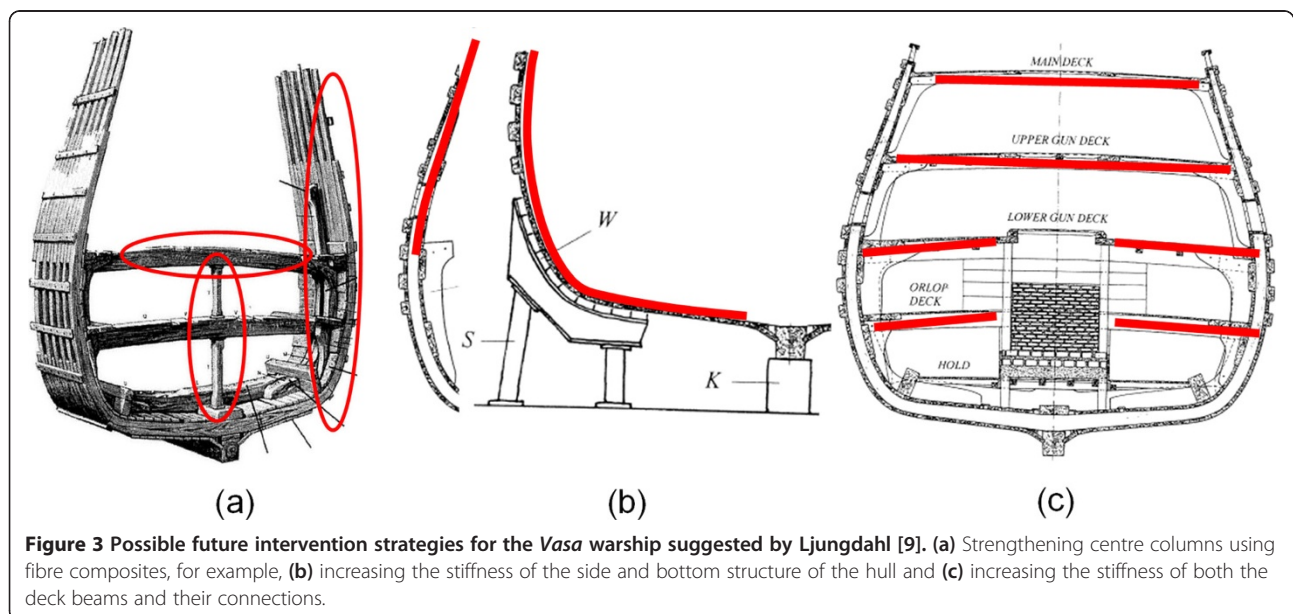 MAIN DECK
UPPER GUN DECK
W
LOWER GUN DECK
ORLOP
DECK
S
K
HOLD
(a)
(b)
(c)
Figure 3 Possible future intervention strategies for the Vasa warship suggested by Ljungdahl [9]. (a) Strengthening centre columns using
fibre composites, for example, (b) increasing the stiffness of the side and bottom structure of the hull and (c) increasing the stiffness of both the
deck beams and their connections.